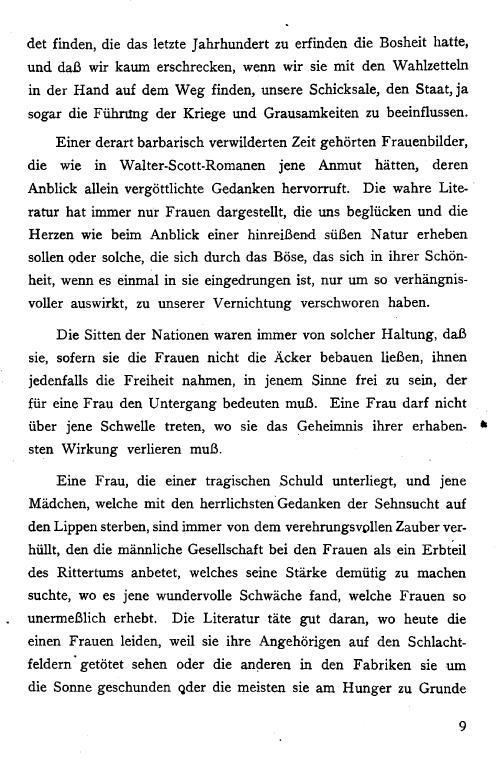 det finden, die das letzte Jahrhundert zu erfinden die Bosheit hatte,
und daß wir kaum erschrecken, wenn wir sie mit den Wahlzetteln
in der Hand auf dem Weg finden, unsere Schicksale, den Staat, ja
sogar die Führung der Kriege und Grausamkeiten zu beeinflussen.
Einer derart barbarisch verwilderten Zeit gehörten Frauenbilder,
die wie in Walter-Scott-Romanen jene Anmut hätten, deren
Anblick allein vergöttlichte Gedanken hervorruft. Die wahre Lite-
ratur hat immer nur Frauen dargestellt, die uns beglücken und die
Herzen wie beim Anblick einer hinreißend süßen Natur erheben
sollen oder solche, die sich durch das Böse, das sich in ihrer Schön-
heit, wenn es einmal in sie eingedrungen ist, nur um so verhängnis-
voller auswirkt, zu unserer Vernichtung verschworen haben.
Die Sitten der Nationen waren immer von solcher Haltung, daß
sie, sofern sie die Frauen nicht die Äcker bebauen ließen, ihnen
jedenfalls die Freiheit nahmen, in jenem Sinne frei zu sein, der
für eine Frau den Untergang bedeuten muß. Eine Frau darf nicht
über jene Schwelle treten, wo sie das Geheimnis ihrer erhaben-
sten Wirkung verlieren muß.
Eine Frau, die einer tragischen Schuld unterliegt, und jene
Mädchen, welche mit den herrlichsten Gedanken der Sehnsucht auf
den Lippen sterben, sind immer von dem verehrungsvollen Zauber ver-
hüllt, den die männliche Gesellschaft bei den Frauen als ein Erbteil
des Rittertums anbetet, welches seine Stärke demütig zu machen
suchte, wo es jene wundervolle Schwäche fand, welche Frauen so
unermeßlich erhebt. Die Literatur täte gut daran, wo heute die
einen Frauen leiden, weil sie ihre Angehörigen auf den Schlacht-
feldern getötet sehen oder die anderen in den Fabriken sie um
die Sonne geschunden oder die meisten sie am Hunger zu Grunde
9